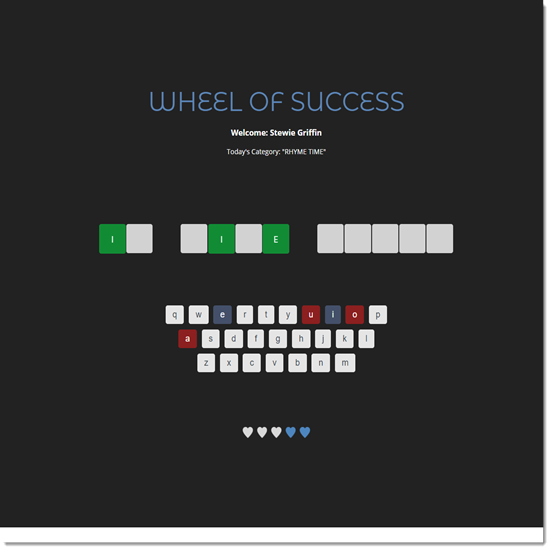 WHEEL OF SUCCESS
Welcome: Stewie Griffin
Today's Category: "RHYME TIME"
I I E
q w e r t y u i o p
a s d f g h j k l
z x c v b n m